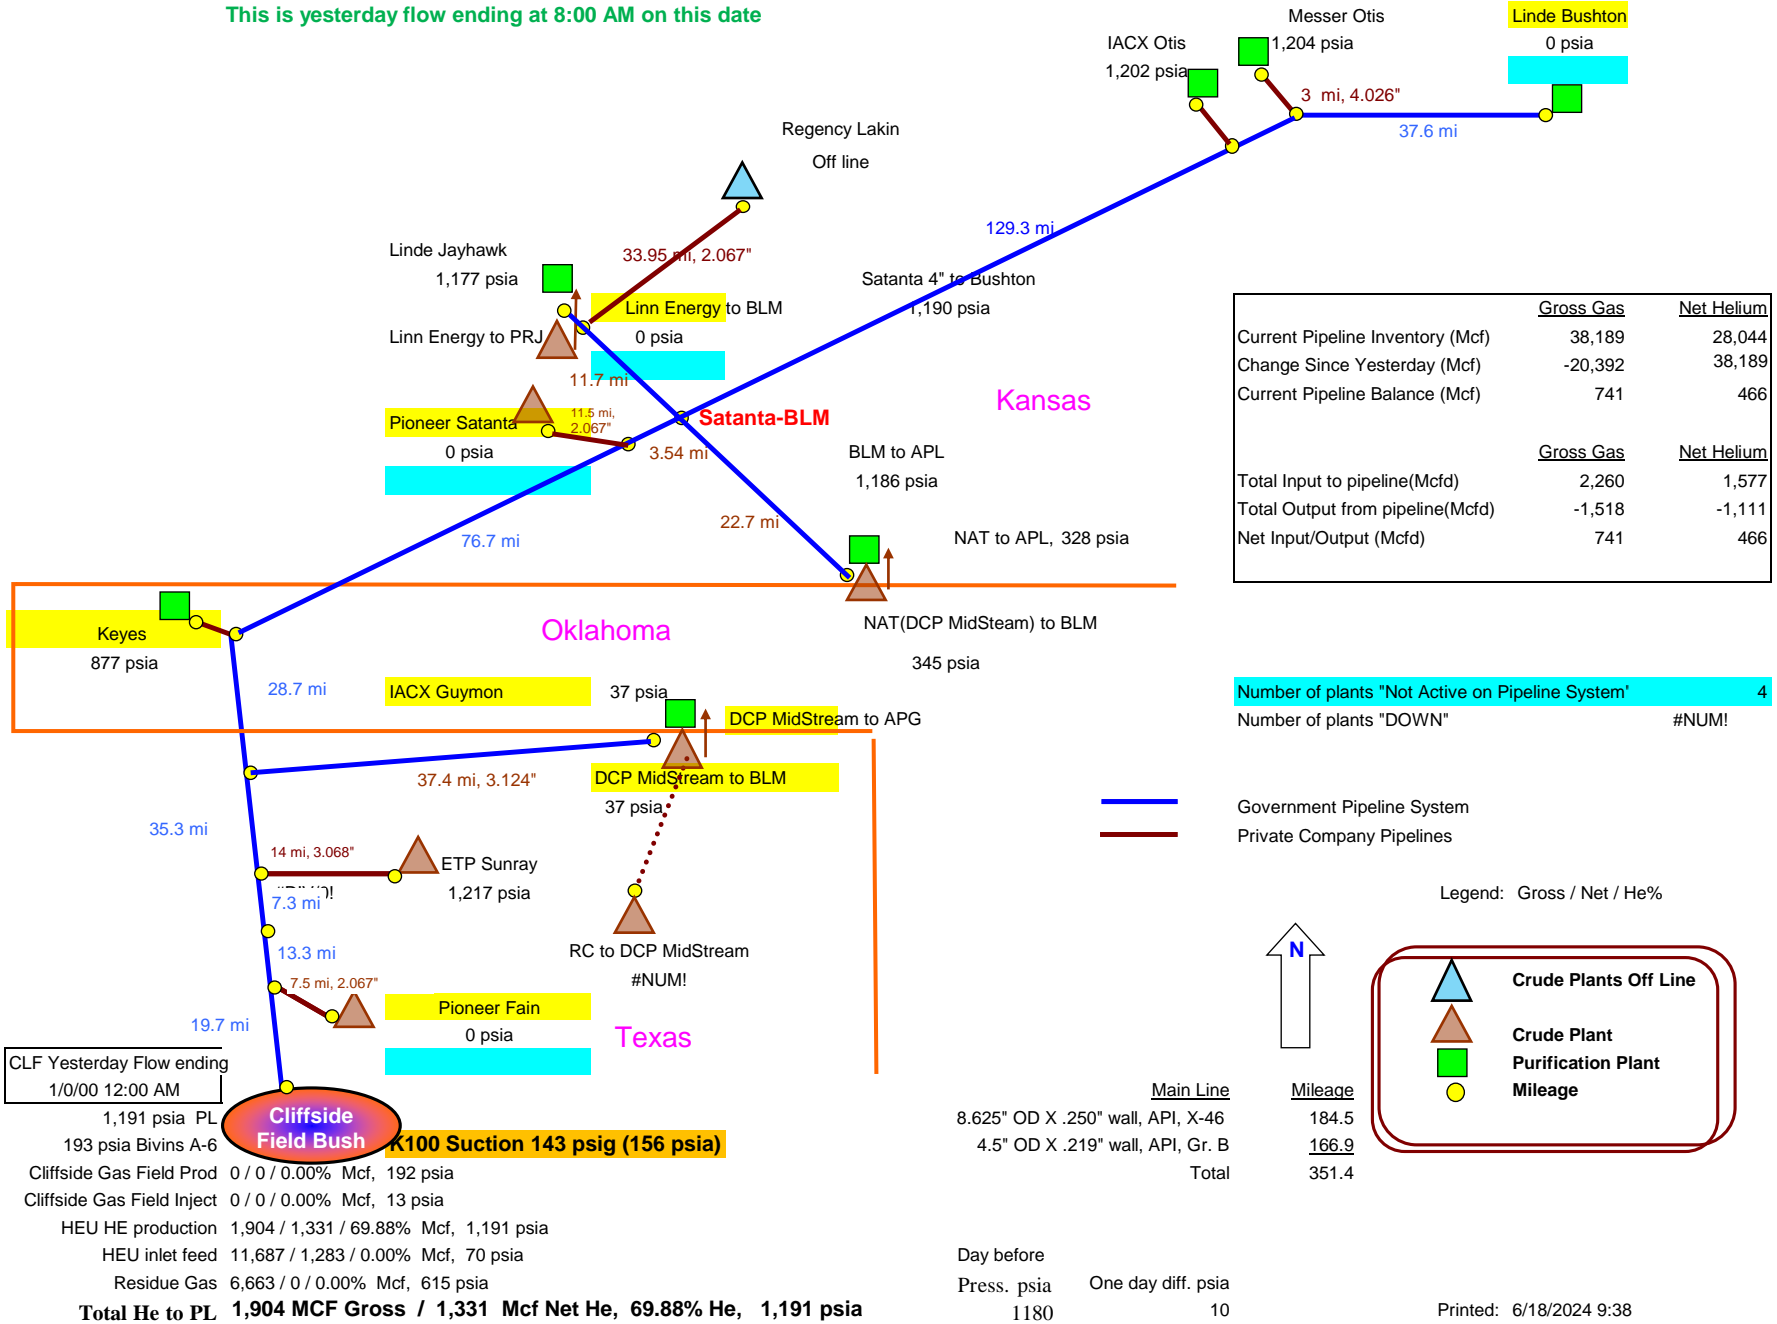 This is yesterday flow ending at 8:00 AM on this date
Messer Otis
1,204 psia
Linde Bushton
0 psia
IACX Otis
1,202 psia
3 mi, 4.026"
37.6 mi
Regency Lakin
Off line
129.3 mi
Linde Jayhawk
1,177 psia
33.95 mi, 2.067"
Satanta 4" to Bushton
1,190 psia
Linn Energy to BLM
0 psia
Linn Energy to PRJ
11.7 mi
Gross Gas Net Helium
Current Pipeline Inventory (Mcf) 38,189 28,044
Change Since Yesterday (Mcf) -20,392 38,189
Current Pipeline Balance (Mcf) 741 466
Gross Gas Net Helium
Total Input to pipeline(Mcfd) 2,260 1,577
Total Output from pipeline(Mcfd) -1,518 -1,111
Net Input/Output (Mcfd) 741 466
Kansas
Pioneer Satanta
0 psia
11.5 mi,
2.067"
Satanta-BLM
3.54 mi
BLM to APL
1,186 psia
22.7 mi
76.7 mi
NAT to APL, 328 psia
NAT(DCP MidSteam) to BLM
345 psia
Keyes
877 psia
Oklahoma
28.7 mi
IACX Guymon
37 psia
DCP MidStream to APG
Number of plants "Not Active on Pipeline System' 4
Number of plants "DOWN" #NUM!
37.4 mi, 3.124"
DCP MidStream to BLM
37 psia
Government Pipeline System
Private Company Pipelines
35.3 mi
14 mi, 3.068"
ETP Sunray
1,217 psia
7.3 mi
13.3 mi
RC to DCP MidStream
#NUM!
Legend: Gross / Net / He%
N
Crude Plants Off Line
Crude Plant
Purification Plant
Mileage
7.5 mi, 2.067"
Pioneer Fain
0 psia
19.7 mi
Texas
CLF Yesterday Flow ending
1/0/00 12:00 AM
1,191 psia PL
193 psia Bivins A-6
Cliffside
Field Bush
K100 Suction 143 psig (156 psia)
Main Line Mileage
8.625" OD X .250" wall, API, X-46 184.5
4.5" OD X .219" wall, API, Gr. B 166.9
Total 351.4
Cliffside Gas Field Prod 0 / 0 / 0.00% Mcf, 192 psia
Cliffside Gas Field Inject 0 / 0 / 0.00% Mcf, 13 psia
HEU HE production 1,904 / 1,331 / 69.88% Mcf, 1,191 psia
HEU inlet feed 11,687 / 1,283 / 0.00% Mcf, 70 psia
Residue Gas 6,663 / 0 / 0.00% Mcf, 615 psia
Total He to PL 1,904 MCF Gross / 1,331 Mcf Net He, 69.88% He, 1,191 psia
Day before
Press. psia One day diff. psia
1180 10
Printed: 6/18/2024 9:38